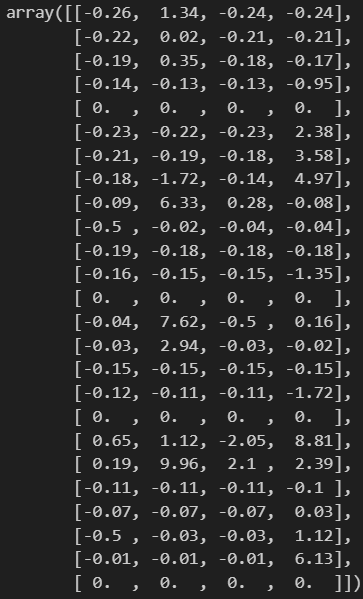 array([[-0.26,  1.34, -0.24, -0.24],
       [-0.22,  0.02, -0.21, -0.21],
       [-0.19,  0.35, -0.18, -0.17],
       [-0.14, -0.13, -0.13, -0.95],
       [ 0.  ,  0.  ,  0.  ,  0.  ],
       [-0.23, -0.22, -0.23,  2.38],
       [-0.21, -0.19, -0.18,  3.58],
       [-0.18, -1.72, -0.14,  4.97],
       [-0.09,  6.33,  0.28, -0.08],
       [-0.5 , -0.02, -0.04, -0.04],
       [-0.19, -0.18, -0.18, -0.18],
       [-0.16, -0.15, -0.15, -1.35],
       [ 0.  ,  0.  ,  0.  ,  0.  ],
       [-0.04,  7.62, -0.5 ,  0.16],
       [-0.03,  2.94, -0.03, -0.02],
       [-0.15, -0.15, -0.15, -0.15],
       [-0.12, -0.11, -0.11, -1.72],
       [ 0.  ,  0.  ,  0.  ,  0.  ],
       [ 0.65,  1.12, -2.05,  8.81],
       [ 0.19,  9.96,  2.1 ,  2.39],
       [-0.11, -0.11, -0.11, -0.1 ],
       [-0.07, -0.07, -0.07,  0.03],
       [-0.5 , -0.03, -0.03,  1.12],
       [-0.01, -0.01, -0.01,  6.13],
       [ 0.  ,  0.  ,  0.  ,  0.  ]])